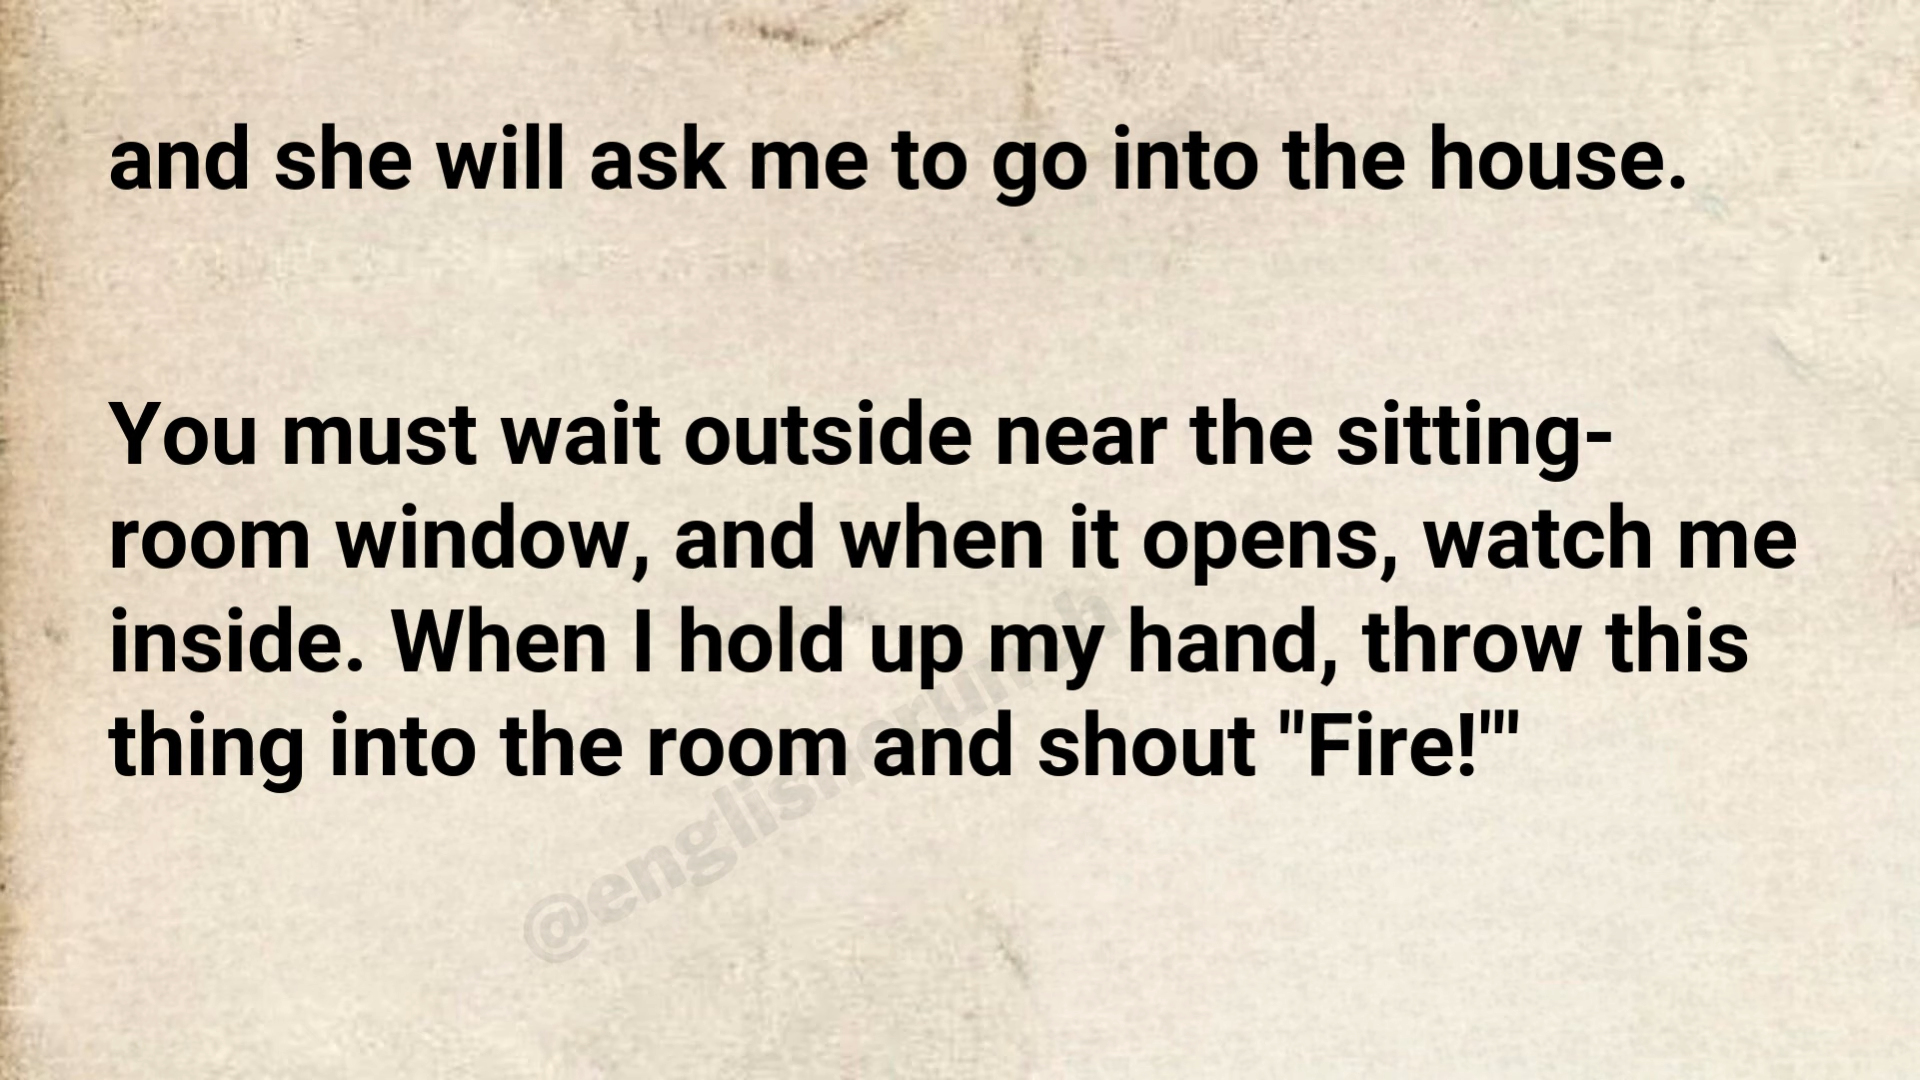 and she will ask me to go into the house.
You must wait outside near the sitting-
room window, and when it opens, watch me
inside. When I hold up my hand, throw this
thing into the room and shout "Fire!"'